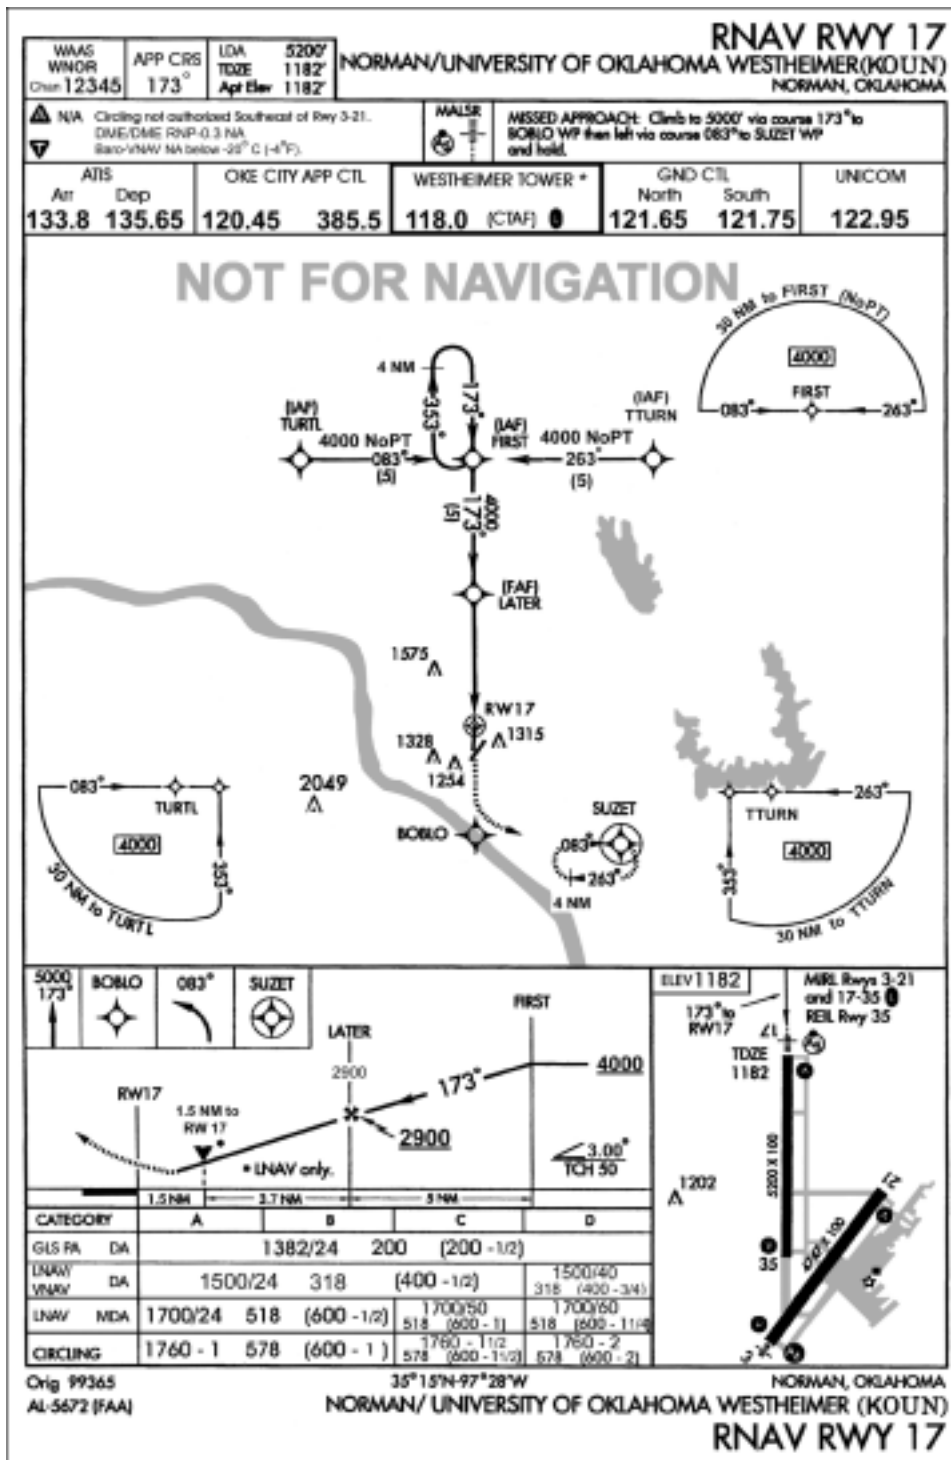 RNAV RWY 17
WAAS
WNOR
Chan 12345
APP CRS
173°
LDA 5200'
TDZE 1182'
Apt Elev 1182'
NORMAN/UNIVERSITY OF OKLAHOMA WESTHEIMER(KOUN)
NORMAN, OKLAHOMA
N/A Circling not authorized Southeast of Rwy 3-21.
DME/DME RNP-0.3 NA
Baro-VNAV NA below -20° C (-4°F).
MALSR
MISSED APPROACH: Climb to 5000' via course 173° to
BOBLO WP then left via course 083° to SUZET WP
and hold.
ATIS
Arr Dep
133.8 135.65
OKE CITY APP CTL
120.45 385.5
WESTHEIMER TOWER *
118.0 (CTAF)
GND CTL
North South
121.65 121.75
UNICOM
122.95
NOT FOR NAVIGATION
30 NM to FIRST (NoPT)
4000
FIRST
083° 263°
4 NM
353°
173°
(IAF)
TURTL
4000 NoPT
083°
(5)
(IAF)
FIRST
4000 NoPT
263°
(5)
(IAF)
TTURN
4000
173°
(5)
(FAF)
LATER
1575
RW17
1315
1328
1254
2049
083°
TURTL
4000
353°
30 NM to TURTL
BOBLO
SUZET
083°
263°
4 NM
TTURN
263°
4000
353°
30 NM to TTURN
5000
173°
BOBLO
083°
SUZET
LATER
2900
FIRST
4000
173°
2900
RW17
1.5 NM to
RW 17
*
* LNAV only.
3.00°
TCH 50
1.5 NM 3.7 NM 5 NM
ELEV 1182
MIRL Rwys 3-21
and 17-35
REIL Rwy 35
173° to
RW17
17
TDZE
1182
5200 X 100
1202
21
4747 X 100
35
3
CATEGORY A B C D
GLS PA DA 1382/24 200 (200 -1/2)
LNAV/
VNAV DA 1500/24 318 (400 -1/2) 1500/40
318 (400 -3/4)
LNAV MDA 1700/24 518 (600 -1/2) 1700/50
518 (600 -1) 1700/60
518 (600 -1 1/4)
CIRCLING 1760 -1 578 (600 -1) 1760 -1 1/2
578 (600 -1 1/2) 1760 -2
578 (600 -2)
Orig 99365
35°15'N-97°28'W
NORMAN, OKLAHOMA
AL-5672 (FAA)
NORMAN/ UNIVERSITY OF OKLAHOMA WESTHEIMER (KOUN)
RNAV RWY 17